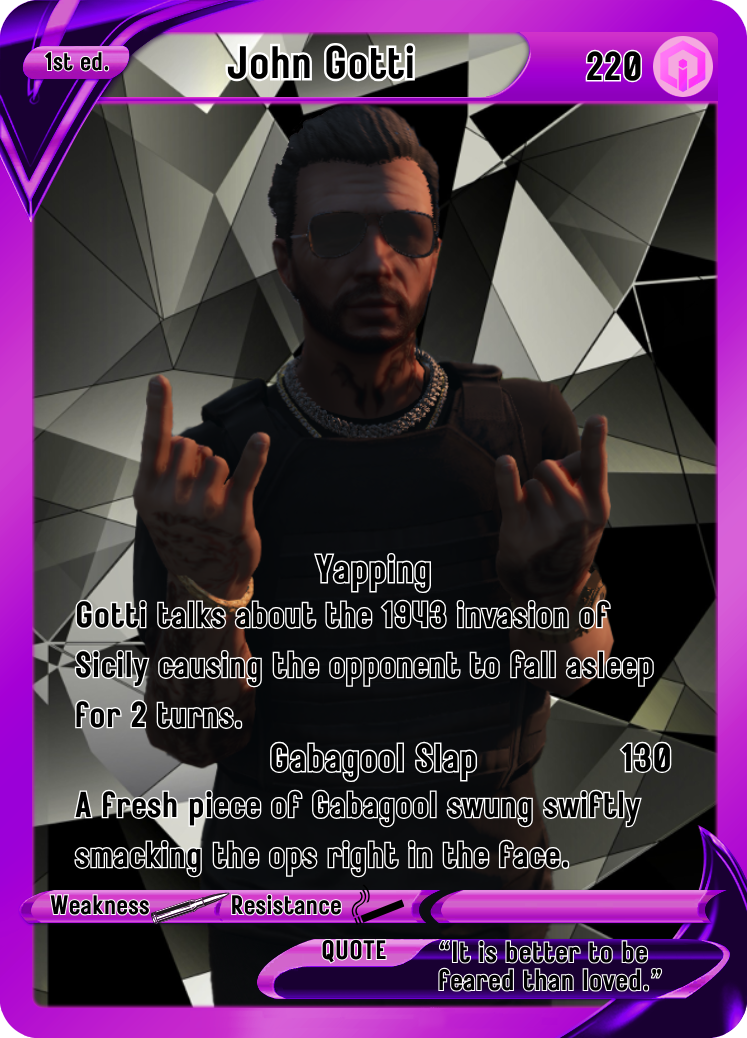 1st ed.
John Gotti
220
Yapping
Gotti talks about the 1943 invasion of
Sicily causing the opponent to fall asleep
for 2 turns.
Gabagool Slap 130
A fresh piece of Gabagool swung swiftly
smacking the ops right in the face.
Weakness Resistance
QUOTE
“It is better to be
feared than loved.”